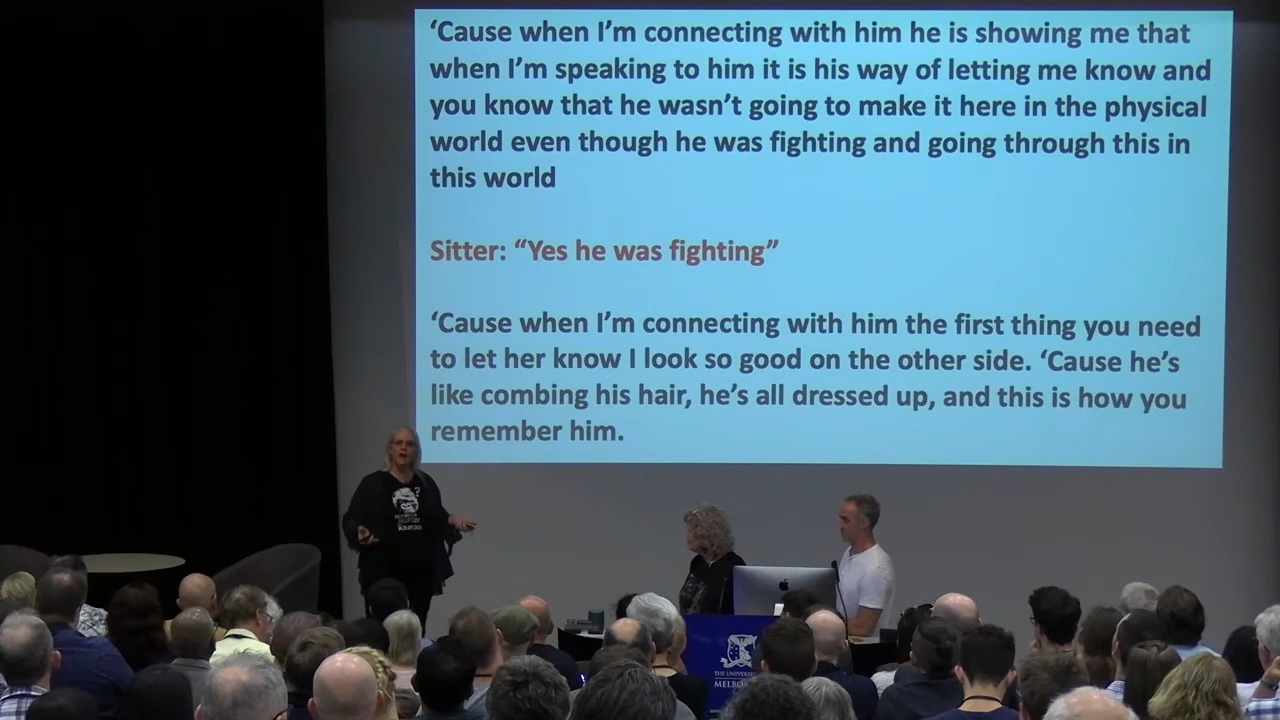 ‘Cause when I’m connecting with him he is showing me that
when I’m speaking to him it is his way of letting me know and
you know that he wasn’t going to make it here in the physical
world even though he was fighting and going through this in
this world
Sitter: “Yes he was fighting”
‘Cause when I’m connecting with him the first thing you need
to let her know I look so good on the other side. ‘Cause he’s
like combing his hair, he’s all dressed up, and this is how you
remember him.